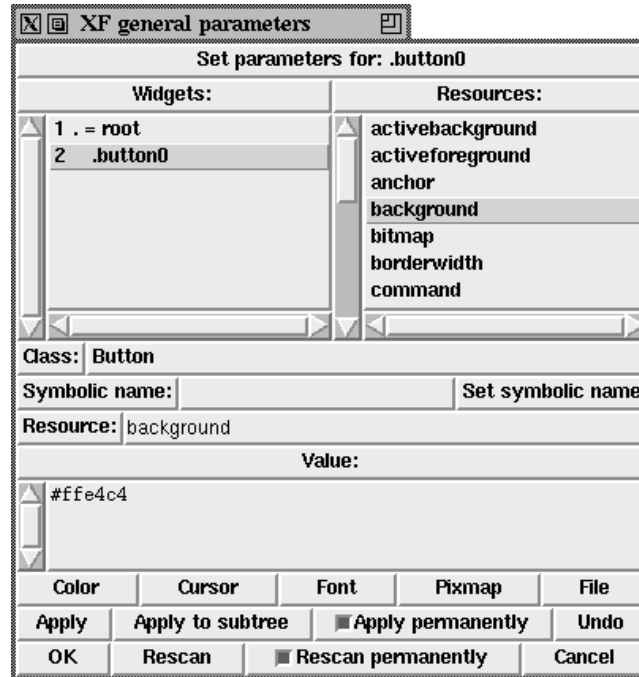 XF general parameters
Set parameters for: .button0
Widgets: Resources:
1 . = root
2 .button0
activebackground
activeforeground
anchor
background
bitmap
borderwidth
command
Class: Button
Symbolic name: Set symbolic name
Resource: background
Value:
#ffe4c4
Color Cursor Font Pixmap File
Apply Apply to subtree Apply permanently Undo
OK Rescan Rescan permanently Cancel